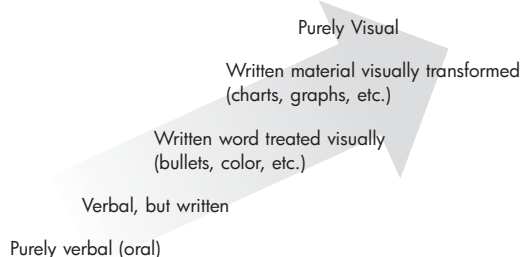 Purely Visual
Written material visually transformed
(charts, graphs, etc.)
Written word treated visually
(bullets, color, etc.)
Verbal, but written
Purely verbal (oral)